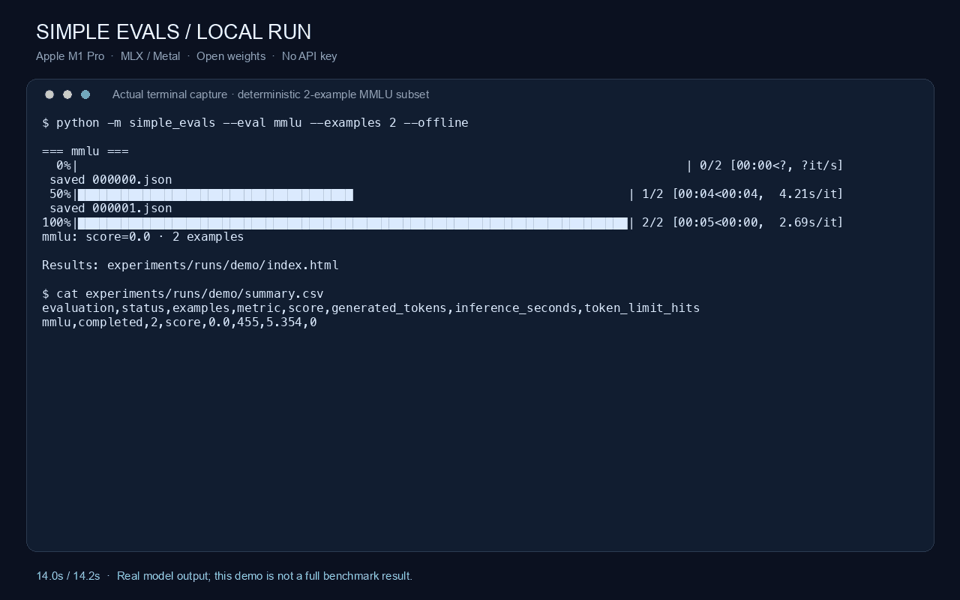 SIMPLE EVALS / LOCAL RUN
Apple M1 Pro · MLX / Metal · Open weights · No API key
Actual terminal capture · deterministic 2-example MMLU subset
$ python -m simple_evals --eval mmlu --examples 2 --offline
=== mmlu ===
0%| | 0/2 [00:00<?, ?it/s]
saved 000000.json
50%|███████████████████ | 1/2 [00:04<00:04, 4.21s/it]
saved 000001.json
100%|██████████████████████████████████████| 2/2 [00:05<00:00, 2.69s/it]
mmlu: score=0.0 · 2 examples
Results: experiments/runs/demo/index.html
$ cat experiments/runs/demo/summary.csv
evaluation,status,examples,metric,score,generated_tokens,inference_seconds,token_limit_hits
mmlu,completed,2,score,0.0,455,5.354,0
14.0s / 14.2s · Real model output; this demo is not a full benchmark result.